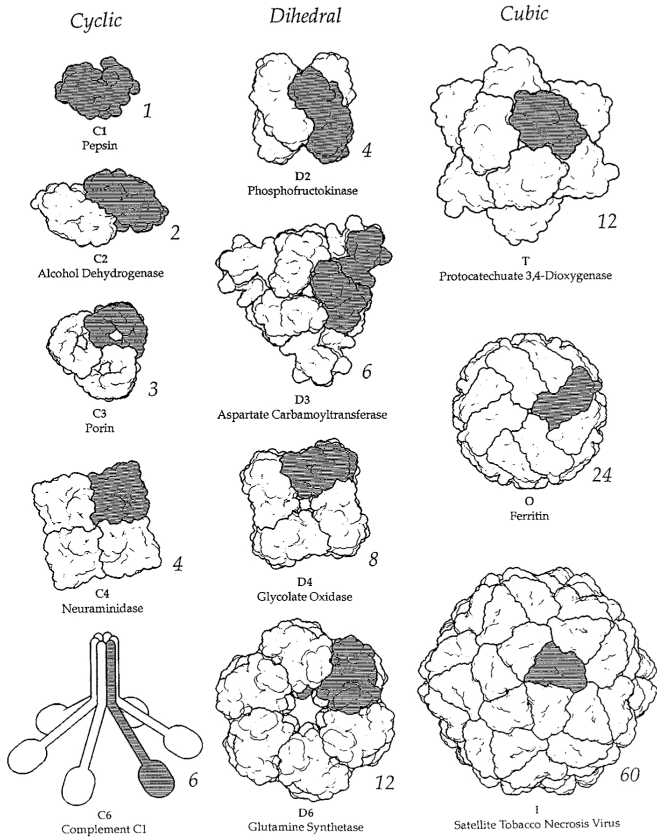 Cyclic
1
C1
Pepsin
2
C2
Alcohol Dehydrogenase
3
C3
Porin
4
C4
Neuraminidase
6
C6
Complement C1
Dihedral
4
D2
Phosphofructokinase
6
D3
Aspartate Carbamoyltransferase
8
D4
Glycolate Oxidase
12
D6
Glutamine Synthetase
Cubic
12
T
Protocatechuate 3,4-Dioxygenase
24
O
Ferritin
60
I
Satellite Tobacco Necrosis Virus